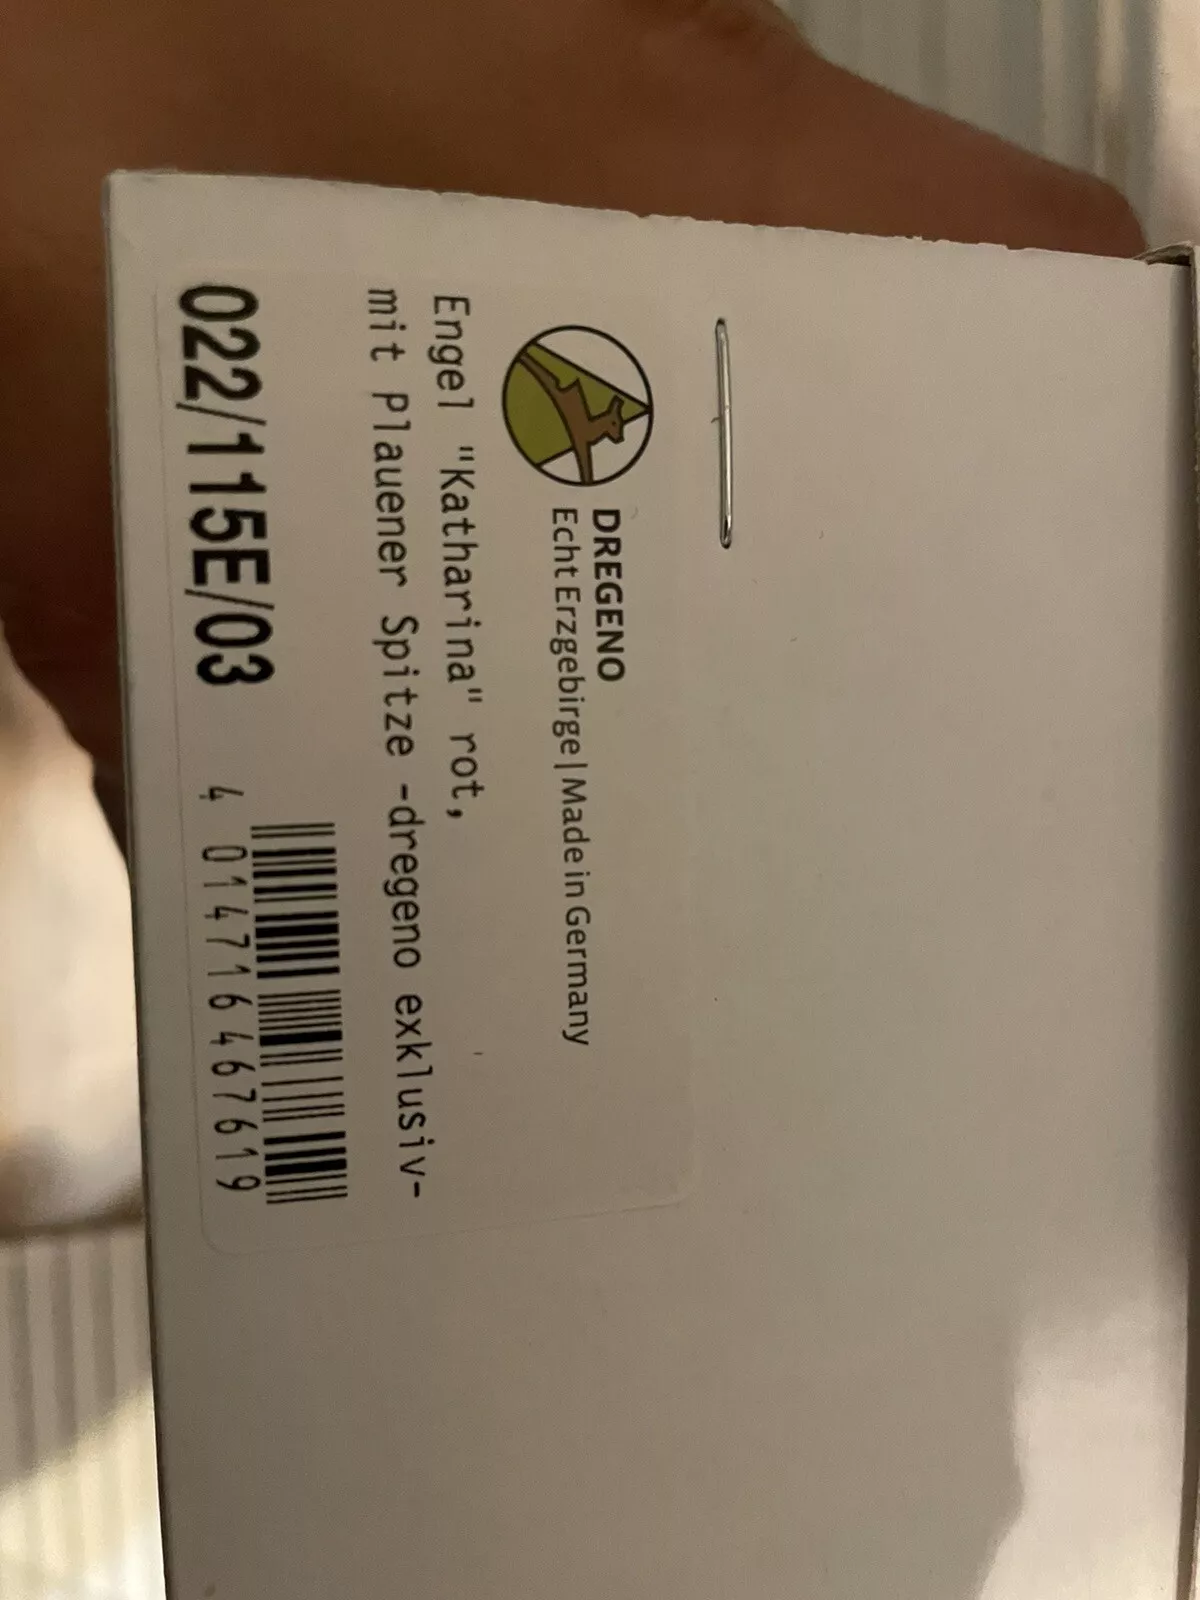 DREGENO
Echt Erzgebirge | Made in Germany
Engel "Katharina" rot,
mit Plauener Spitze -dregeno exklusiv-
022/115E/03
4 014716 467619